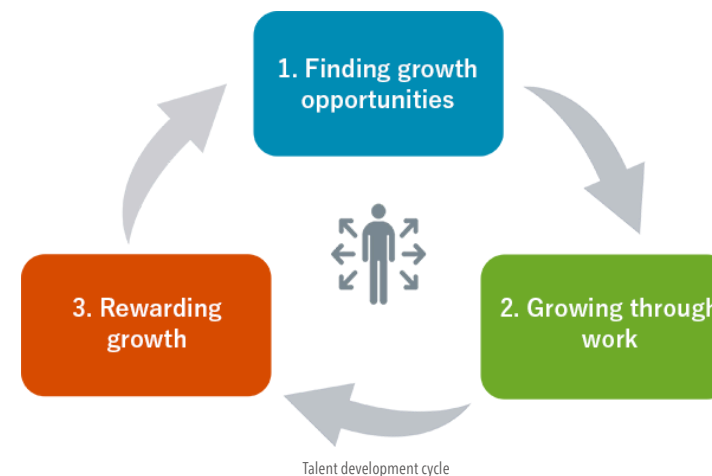 1. Finding growth
opportunities
3. Rewarding
growth
2. Growing through
work
Talent development cycle